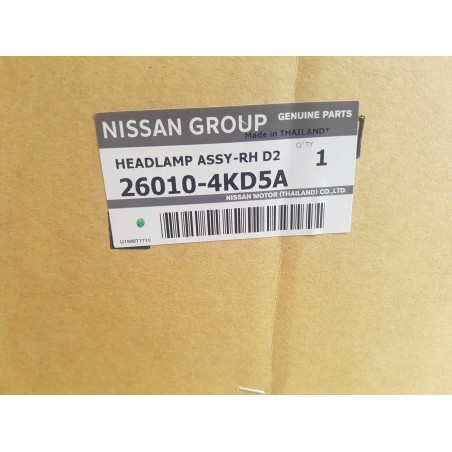 NISSAN GROUP GENUINE PARTS
Made in THAILAND*
HEADLAMP ASSY-RH D2 Q'TY 1
26010-4KD5A
NISSAN MOTOR (THAILAND) CO.,LTD.